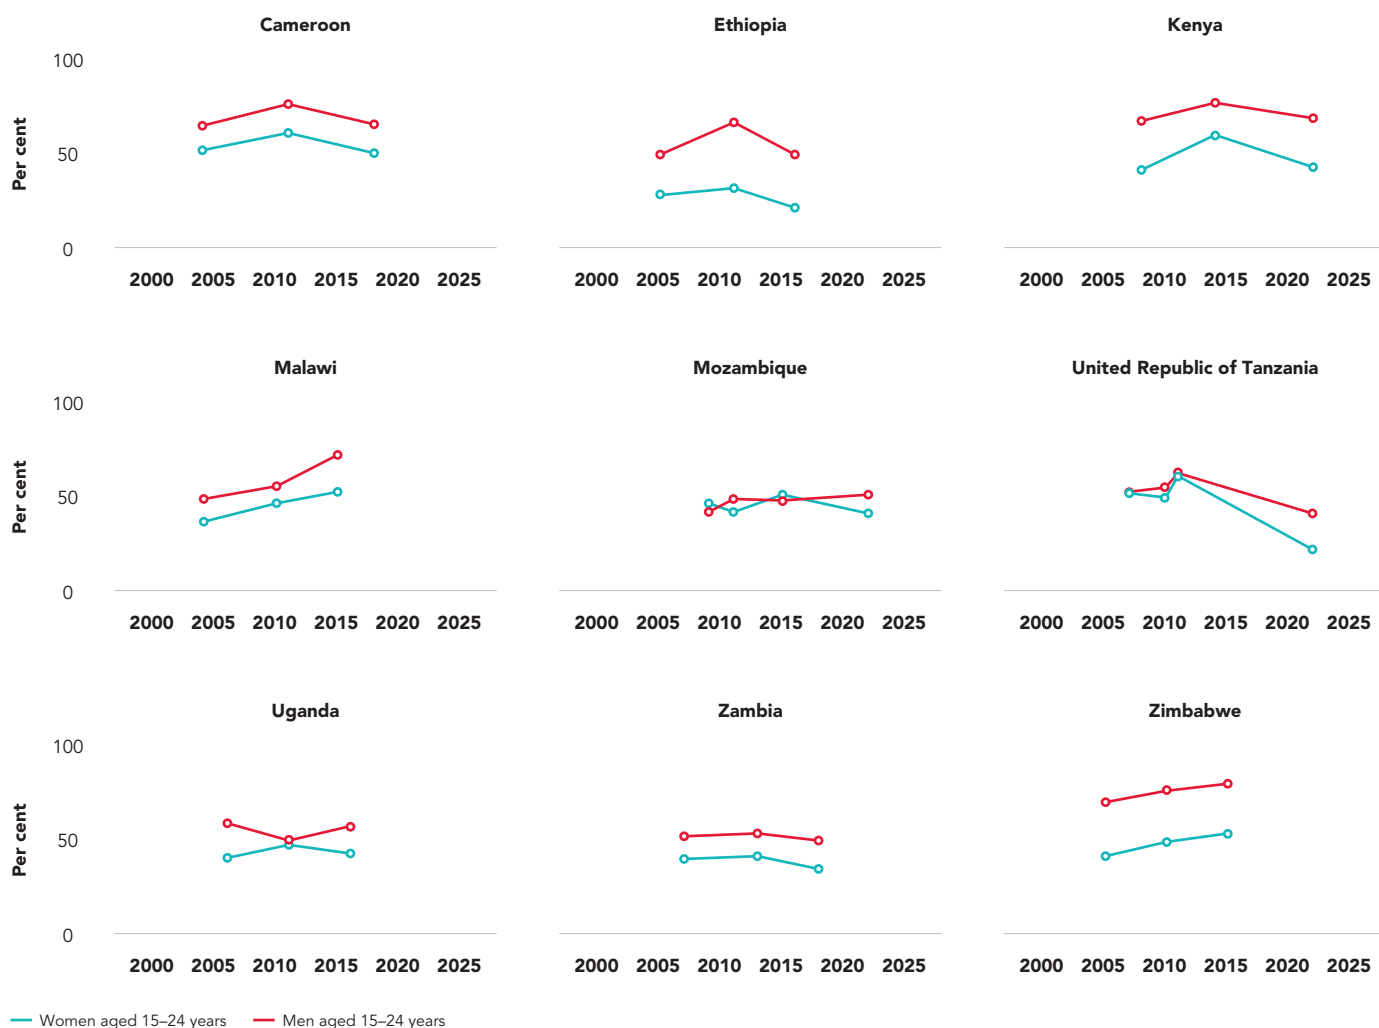 Cameroon Ethiopia Kenya
100
Per cent
50
0
2000 2005 2010 2015 2020 2025 2000 2005 2010 2015 2020 2025 2000 2005 2010 2015 2020 2025
Malawi Mozambique United Republic of Tanzania
100
Per cent
50
0
2000 2005 2010 2015 2020 2025 2000 2005 2010 2015 2020 2025 2000 2005 2010 2015 2020 2025
Uganda Zambia Zimbabwe
100
Per cent
50
0
2000 2005 2010 2015 2020 2025 2000 2005 2010 2015 2020 2025 2000 2005 2010 2015 2020 2025
Women aged 15–24 years Men aged 15–24 years